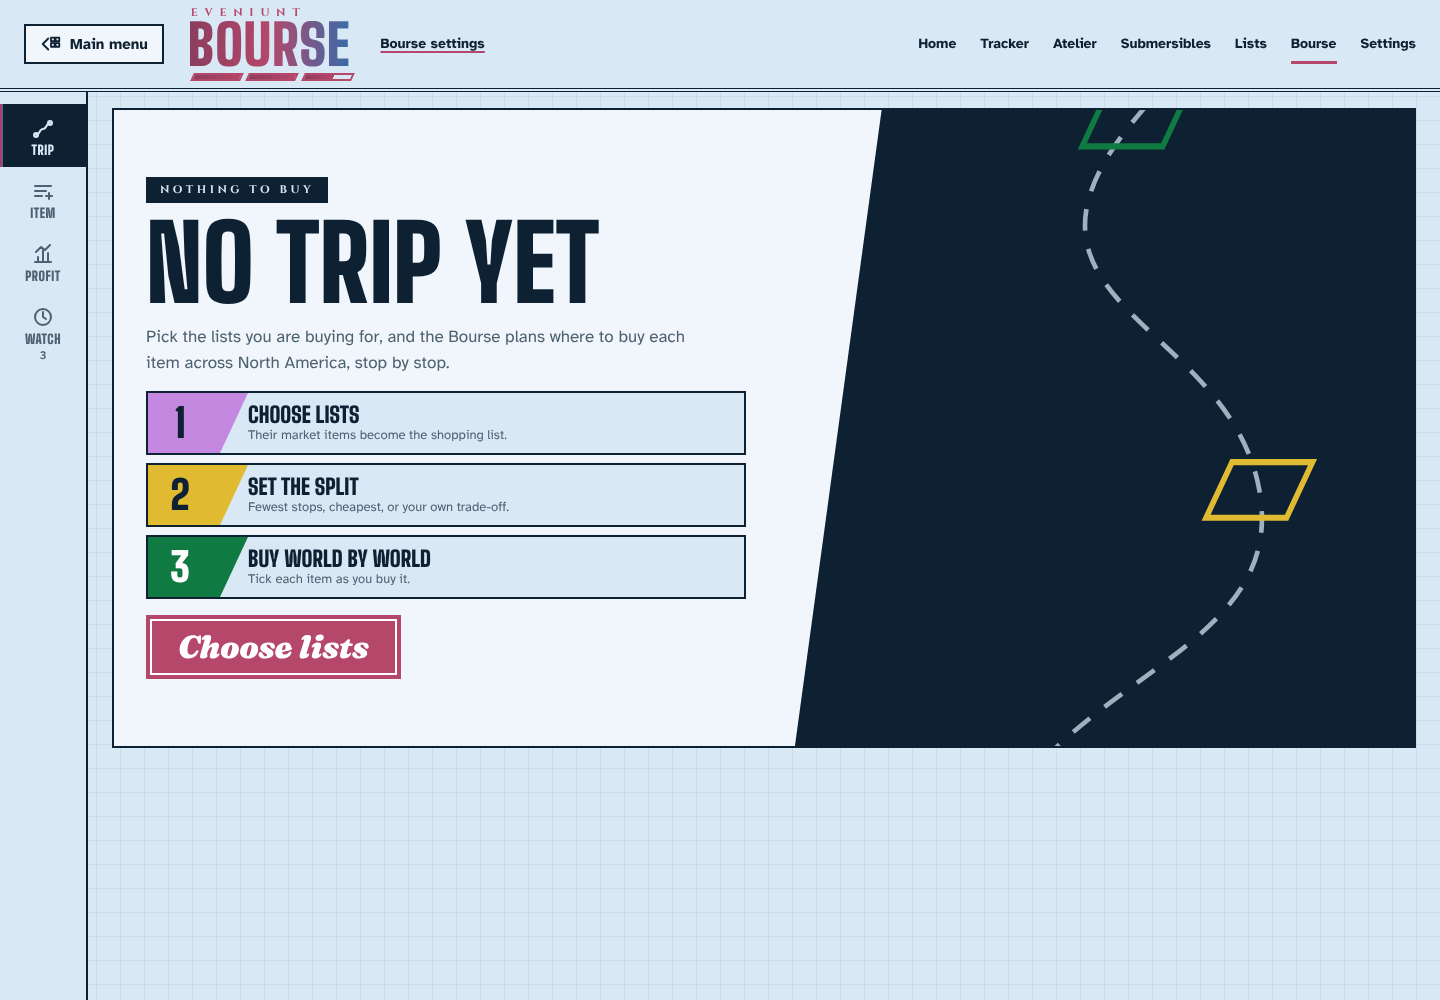 Main menu
EVENIUNT
BOURSE
Bourse settings
Home
Tracker
Atelier
Submersibles
Lists
Bourse
Settings
TRIP
ITEM
PROFIT
WATCH
3
NOTHING TO BUY
NO TRIP YET
Pick the lists you are buying for, and the Bourse plans where to buy each
item across North America, stop by stop.
1
CHOOSE LISTS
Their market items become the shopping list.
2
SET THE SPLIT
Fewest stops, cheapest, or your own trade-off.
3
BUY WORLD BY WORLD
Tick each item as you buy it.
Choose lists